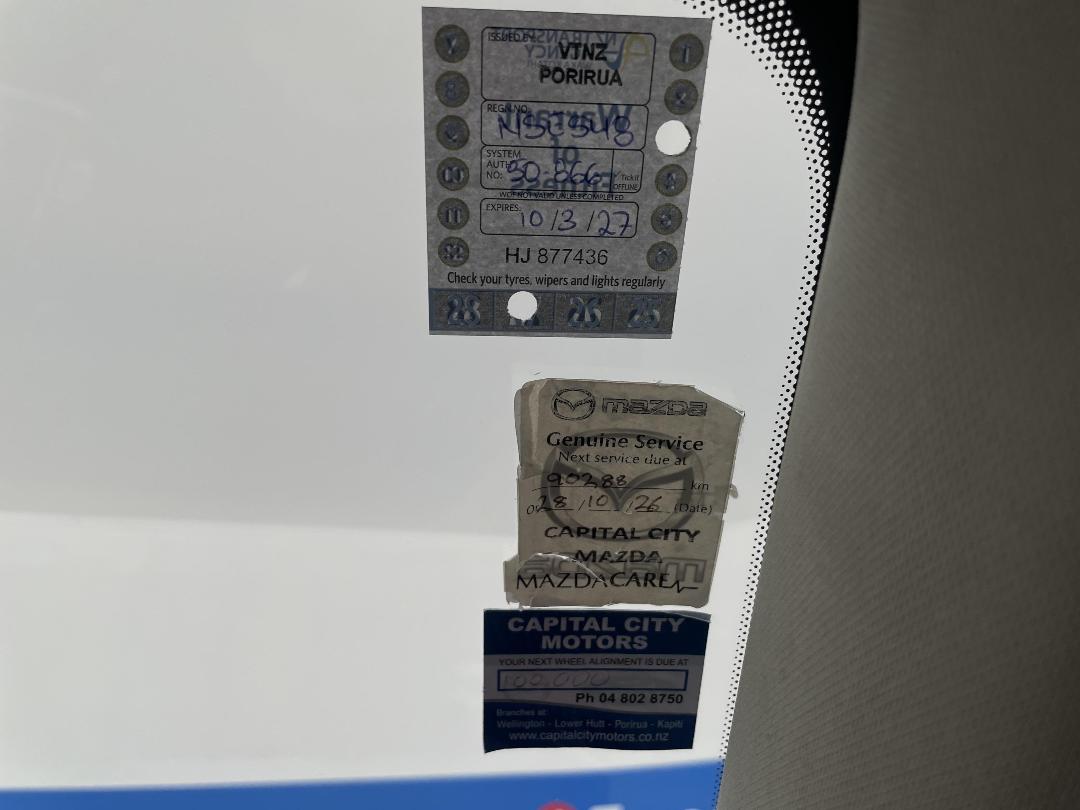 ISSUED BY:
VTNZ
PORIRUA
REGN NO:
SYSTEM
AUTH
NO: 30-866 ✓ Tick if
OFFLINE
WOF NOT VALID UNLESS COMPLETED
EXPIRES: 10/3/27
HJ 877436
Check your tyres, wipers and lights regularly
28 26 25
mazda
Genuine Service
Next service due at
90288 km
or 28/10/26 (Date)
CAPITAL CITY
MAZDA
MAZDACARE
CAPITAL CITY
MOTORS
YOUR NEXT WHEEL ALIGNMENT IS DUE AT
100,000
Ph 04 802 8750
Branches at:
Wellington - Lower Hutt - Porirua - Kapiti
www.capitalcitymotors.co.nz